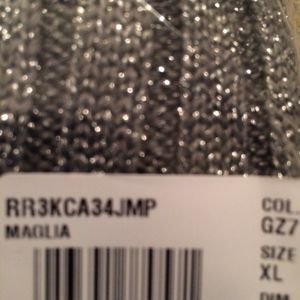 RR3KCA34JMP
MAGLIA
COL.
GZ7
SIZE
XL